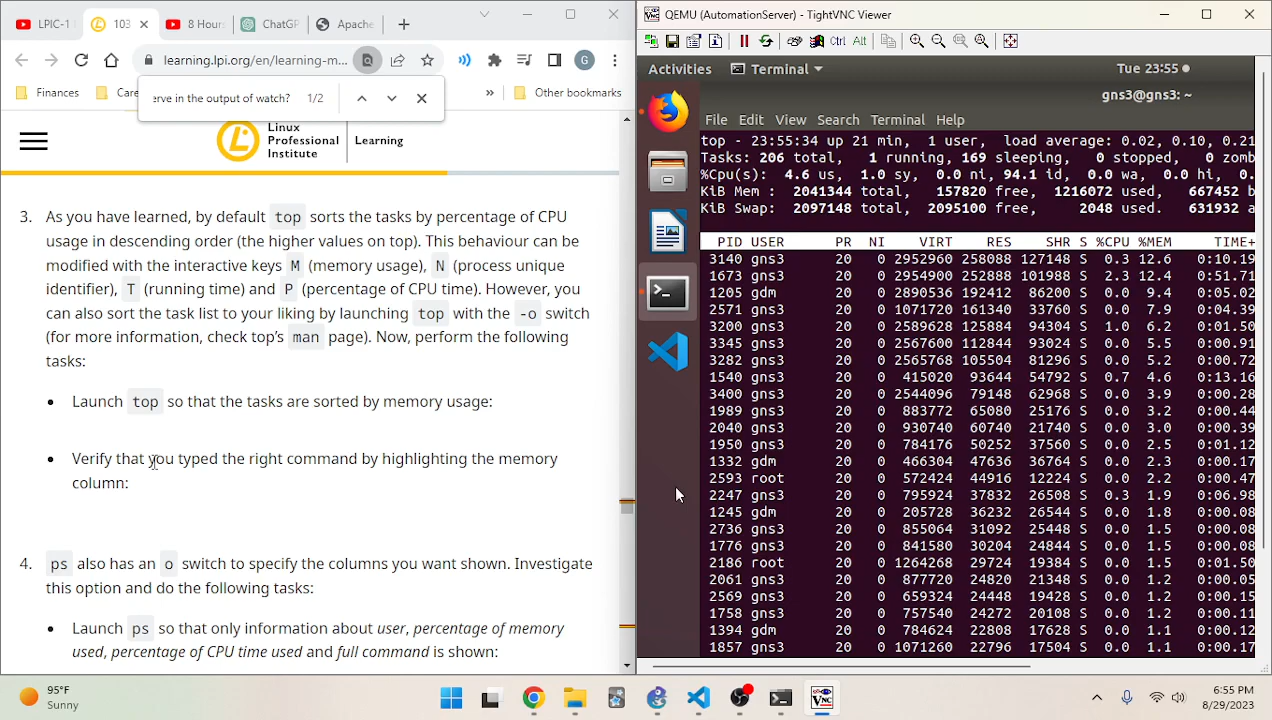 LPIC-1
103
8 Hours
ChatGP
Apache
learning.lpi.org/en/learning-m...
G
Finances
Care
erve in the output of watch?
1/2
»
Other bookmarks
Linux
Professional
Institute
Learning
3. As you have learned, by default top sorts the tasks by percentage of CPU
usage in descending order (the higher values on top). This behaviour can be
modified with the interactive keys M (memory usage), N (process unique
identifier), T (running time) and P (percentage of CPU time). However, you
can also sort the task list to your liking by launching top with the -o switch
(for more information, check top's man page). Now, perform the following
tasks:
• Launch top so that the tasks are sorted by memory usage:
• Verify that you typed the right command by highlighting the memory
column:
4. ps also has an o switch to specify the columns you want shown. Investigate
this option and do the following tasks:
• Launch ps so that only information about user, percentage of memory
used, percentage of CPU time used and full command is shown:
QEMU (AutomationServer) - TightVNC Viewer
Ctrl Alt
Activities Terminal Tue 23:55
gns3@gns3: ~
File Edit View Search Terminal Help
top - 23:55:34 up 21 min, 1 user, load average: 0.02, 0.10, 0.21
Tasks: 206 total, 1 running, 169 sleeping, 0 stopped, 0 zomb
%Cpu(s): 4.6 us, 1.0 sy, 0.0 ni, 94.1 id, 0.0 wa, 0.0 hi, 0.
KiB Mem : 2041344 total, 157820 free, 1216072 used, 667452 b
KiB Swap: 2097148 total, 2095100 free, 2048 used. 631932 a
PID USER PR NI VIRT RES SHR S %CPU %MEM TIME+
3140 gns3 20 0 2952960 258088 127148 S 0.3 12.6 0:10.19
1673 gns3 20 0 2954900 252888 101988 S 2.3 12.4 0:51.71
1205 gdm 20 0 2890536 192412 86200 S 0.0 9.4 0:05.02
2571 gns3 20 0 1071720 161340 33760 S 0.0 7.9 0:04.39
3200 gns3 20 0 2589628 125884 94304 S 1.0 6.2 0:01.50
3345 gns3 20 0 2567600 112844 93024 S 0.0 5.5 0:00.91
3282 gns3 20 0 2565768 105504 81296 S 0.0 5.2 0:00.72
1540 gns3 20 0 415020 93644 54792 S 0.7 4.6 0:13.16
3400 gns3 20 0 2544096 79148 62968 S 0.0 3.9 0:00.28
1989 gns3 20 0 883772 65080 25176 S 0.0 3.2 0:00.44
2040 gns3 20 0 930740 60740 21740 S 0.0 3.0 0:00.39
1950 gns3 20 0 784176 50252 37560 S 0.0 2.5 0:01.12
1332 gdm 20 0 466304 47636 36764 S 0.0 2.3 0:00.17
2593 root 20 0 572424 44916 12224 S 0.0 2.2 0:00.47
2247 gns3 20 0 795924 37832 26508 S 0.3 1.9 0:06.98
1245 gdm 20 0 205728 36232 26544 S 0.0 1.8 0:00.08
2736 gns3 20 0 855064 31092 25448 S 0.0 1.5 0:00.08
1776 gns3 20 0 841580 30204 24844 S 0.0 1.5 0:00.08
2186 root 20 0 1264268 29724 19384 S 0.0 1.5 0:01.50
2061 gns3 20 0 877720 24820 21348 S 0.0 1.2 0:00.05
2569 gns3 20 0 659324 24448 19428 S 0.0 1.2 0:00.15
1758 gns3 20 0 757540 24272 20108 S 0.0 1.2 0:00.11
1394 gdm 20 0 784624 22808 17628 S 0.0 1.1 0:00.12
1857 gns3 20 0 1071260 22796 17504 S 0.0 1.1 0:00.17
95°F
Sunny
6:55 PM
8/29/2023